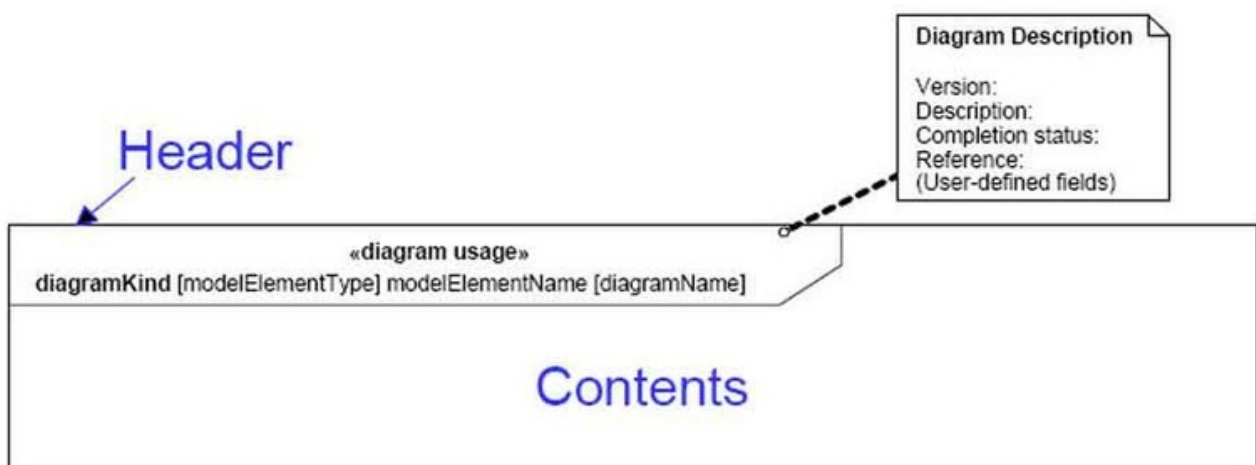 Diagram Description
Version:
Description:
Completion status:
Reference:
(User-defined fields)
Header
«diagram usage»
diagramKind [modelElementType] modelElementName [diagramName]
Contents